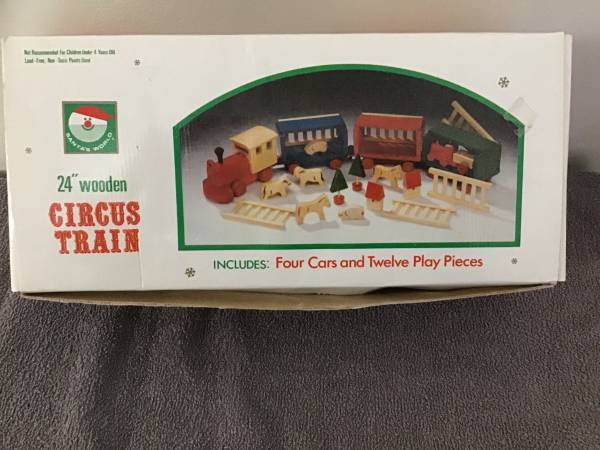 Not Recommended For Children Under 4 Years Old
Lead-Free, Non-Toxic Paints Used
SANTA'S WORLD
24" wooden
CIRCUS
TRAIN
INCLUDES: Four Cars and Twelve Play Pieces